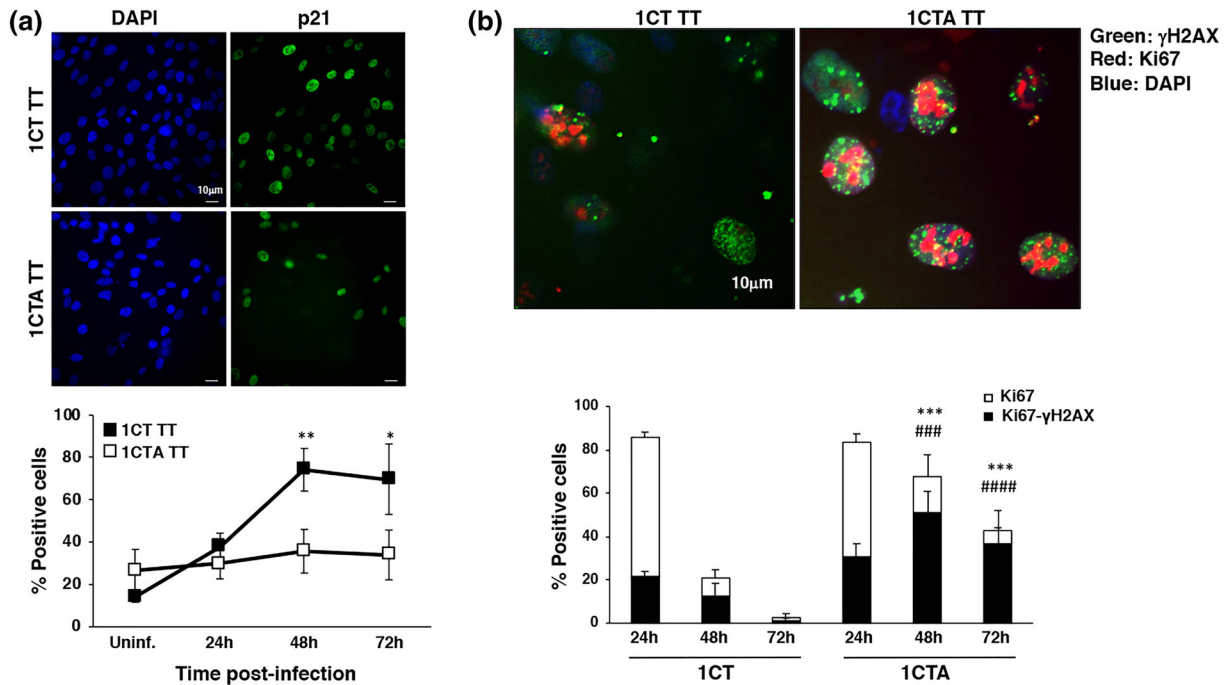 (a)
DAPI
p21
1CT TT
10μm
1CTA TT
100
80
60
40
20
0
% Positive cells
1CT TT
1CTA TT
**
*
Uninf.
24h
48h
72h
Time post-infection
(b)
1CT TT
1CTA TT
Green: γH2AX
Red: Ki67
Blue: DAPI
10μm
100
80
60
40
20
0
% Positive cells
Ki67
Ki67-γH2AX
***
###
***
####
24h
48h
72h
24h
48h
72h
1CT
1CTA